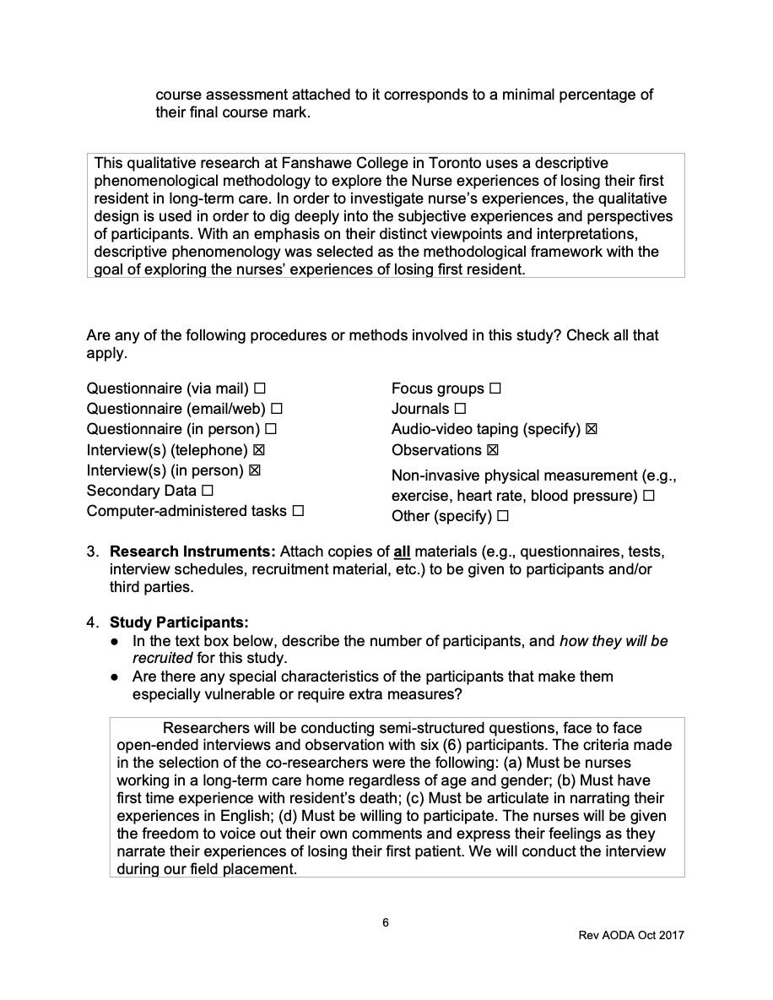 course assessment attached to it corresponds to a minimal percentage of
their final course mark.
This qualitative research at Fanshawe College in Toronto uses a descriptive
phenomenological methodology to explore the Nurse experiences of losing their first
resident in long-term care. In order to investigate nurse’s experiences, the qualitative
design is used in order to dig deeply into the subjective experiences and perspectives
of participants. With an emphasis on their distinct viewpoints and interpretations,
descriptive phenomenology was selected as the methodological framework with the
goal of exploring the nurses’ experiences of losing first resident.
Are any of the following procedures or methods involved in this study? Check all that
apply.
Questionnaire (via mail) ☐
Questionnaire (email/web) ☐
Questionnaire (in person) ☐
Interview(s) (telephone) ☒
Interview(s) (in person) ☒
Secondary Data ☐
Computer-administered tasks ☐
Focus groups ☐
Journals ☐
Audio-video taping (specify) ☒
Observations ☒
Non-invasive physical measurement (e.g.,
exercise, heart rate, blood pressure) ☐
Other (specify) ☐
3. Research Instruments: Attach copies of all materials (e.g., questionnaires, tests,
interview schedules, recruitment material, etc.) to be given to participants and/or
third parties.
4. Study Participants:
● In the text box below, describe the number of participants, and how they will be
recruited for this study.
● Are there any special characteristics of the participants that make them
especially vulnerable or require extra measures?
Researchers will be conducting semi-structured questions, face to face
open-ended interviews and observation with six (6) participants. The criteria made
in the selection of the co-researchers were the following: (a) Must be nurses
working in a long-term care home regardless of age and gender; (b) Must have
first time experience with resident’s death; (c) Must be articulate in narrating their
experiences in English; (d) Must be willing to participate. The nurses will be given
the freedom to voice out their own comments and express their feelings as they
narrate their experiences of losing their first patient. We will conduct the interview
during our field placement.
6
Rev AODA Oct 2017